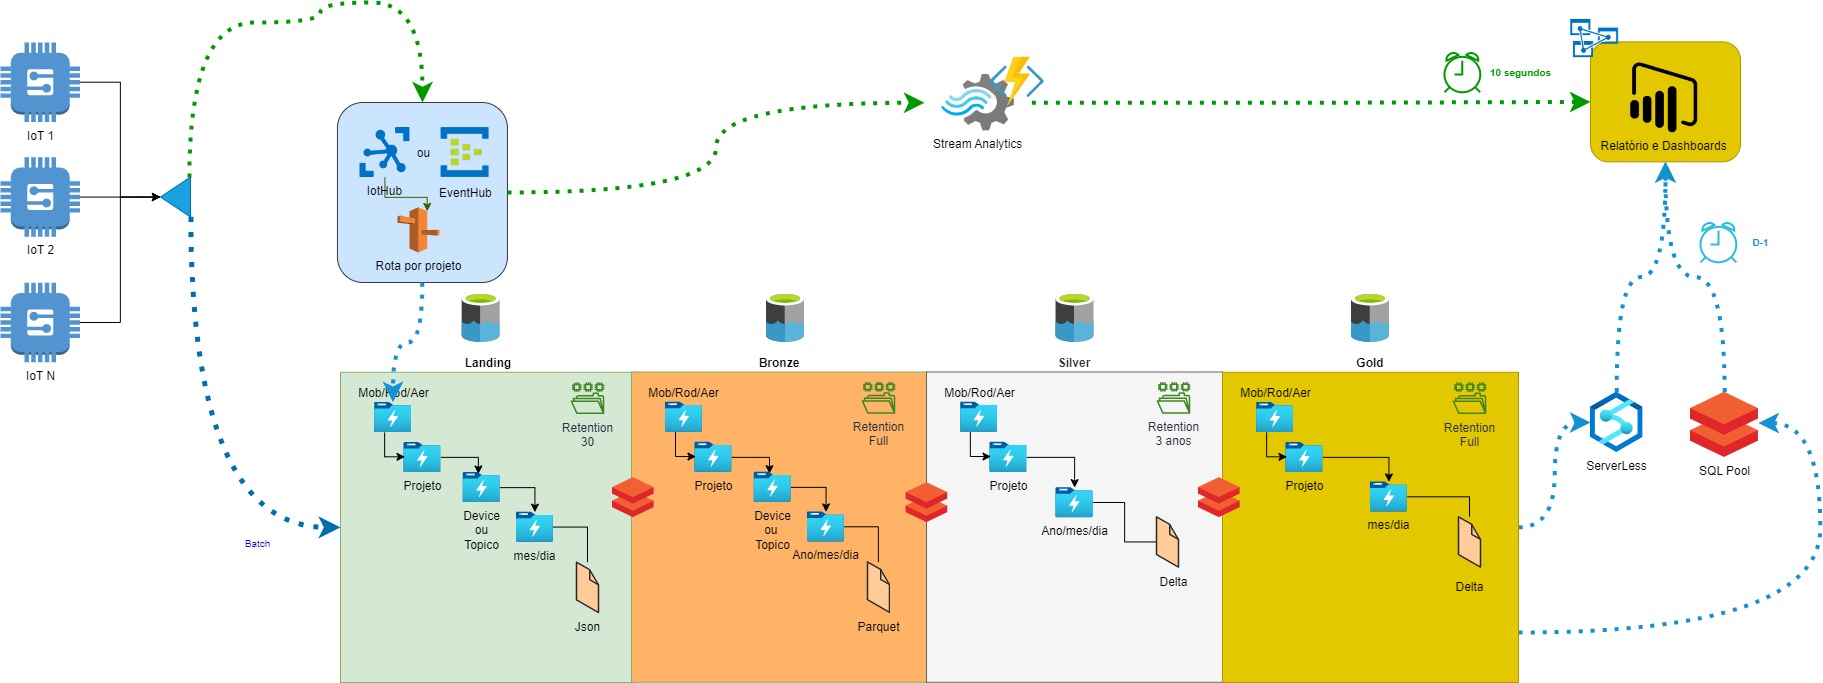 IoT 1
IoT 2
IoT N
Batch
IotHub
ou
EventHub
Rota por projeto
Stream Analytics
10 segundos
Relatório e Dashboards
D-1
ServerLess
SQL Pool
Landing
Mob/Rod/Aer
Retention
30
Projeto
Device
ou
Topico
mes/dia
Json
Bronze
Mob/Rod/Aer
Retention
Full
Projeto
Device
ou
Topico
Ano/mes/dia
Parquet
Silver
Mob/Rod/Aer
Retention
3 anos
Projeto
Ano/mes/dia
Delta
Gold
Mob/Rod/Aer
Retention
Full
Projeto
mes/dia
Delta